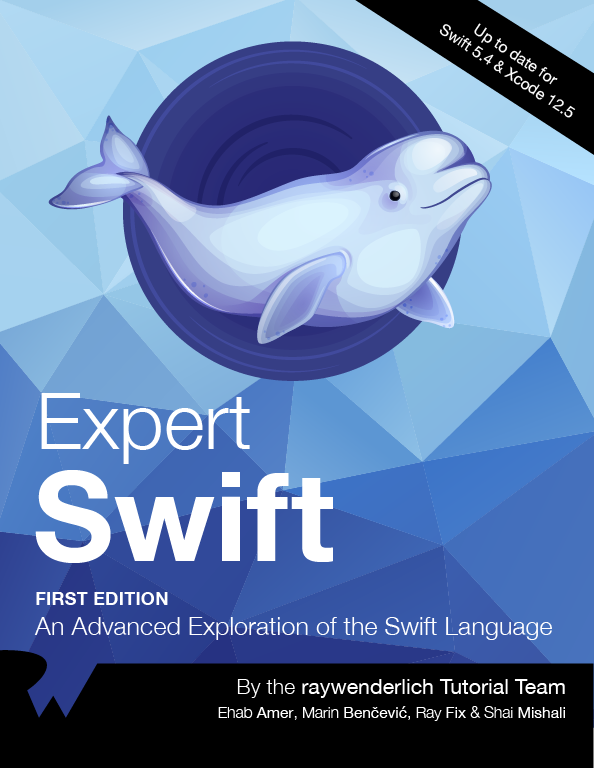 Up to date for
Swift 5.4 & Xcode 12.5
Expert
Swift
FIRST EDITION
An Advanced Exploration of the Swift Language
By the raywenderlich Tutorial Team
Ehab Amer, Marin Benčević, Ray Fix & Shai Mishali